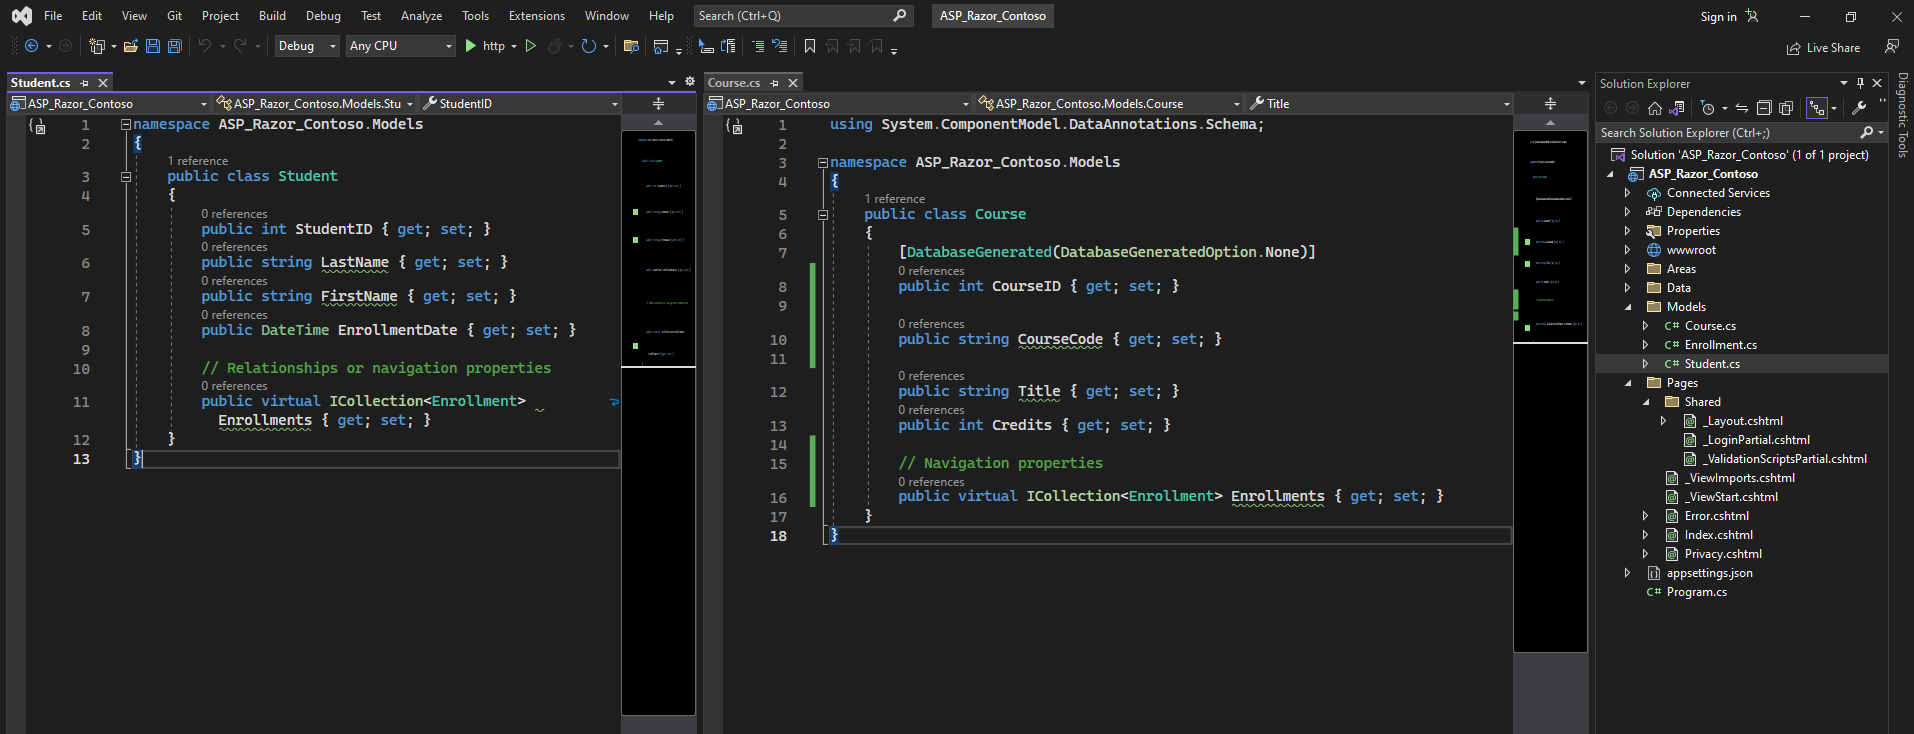 File Edit View Git Project Build Debug Test Analyze Tools Extensions Window Help Search (Ctrl+Q) ASP_Razor_Contoso Sign in
Debug Any CPU http Live Share
Student.cs
ASP_Razor_Contoso ASP_Razor_Contoso.Models.Stu StudentID
1 namespace ASP_Razor_Contoso.Models
2 {
1 reference
3 public class Student
4 {
0 references
5 public int StudentID { get; set; }
0 references
6 public string LastName { get; set; }
0 references
7 public string FirstName { get; set; }
0 references
8 public DateTime EnrollmentDate { get; set; }
9
10 // Relationships or navigation properties
0 references
11 public virtual ICollection<Enrollment>
Enrollments { get; set; }
12 }
13 }
Course.cs
ASP_Razor_Contoso ASP_Razor_Contoso.Models.Course Title
1 using System.ComponentModel.DataAnnotations.Schema;
2
3 namespace ASP_Razor_Contoso.Models
4 {
1 reference
5 public class Course
6 {
7 [DatabaseGenerated(DatabaseGeneratedOption.None)]
0 references
8 public int CourseID { get; set; }
9
0 references
10 public string CourseCode { get; set; }
11
0 references
12 public string Title { get; set; }
0 references
13 public int Credits { get; set; }
14
15 // Navigation properties
0 references
16 public virtual ICollection<Enrollment> Enrollments { get; set; }
17 }
18 }
Solution Explorer
Search Solution Explorer (Ctrl+;)
Solution 'ASP_Razor_Contoso' (1 of 1 project)
ASP_Razor_Contoso
Connected Services
Dependencies
Properties
wwwroot
Areas
Data
Models
C# Course.cs
C# Enrollment.cs
C# Student.cs
Pages
Shared
_Layout.cshtml
_LoginPartial.cshtml
_ValidationScriptsPartial.cshtml
_ViewImports.cshtml
_ViewStart.cshtml
Error.cshtml
Index.cshtml
Privacy.cshtml
appsettings.json
C# Program.cs
Diagnostic Tools